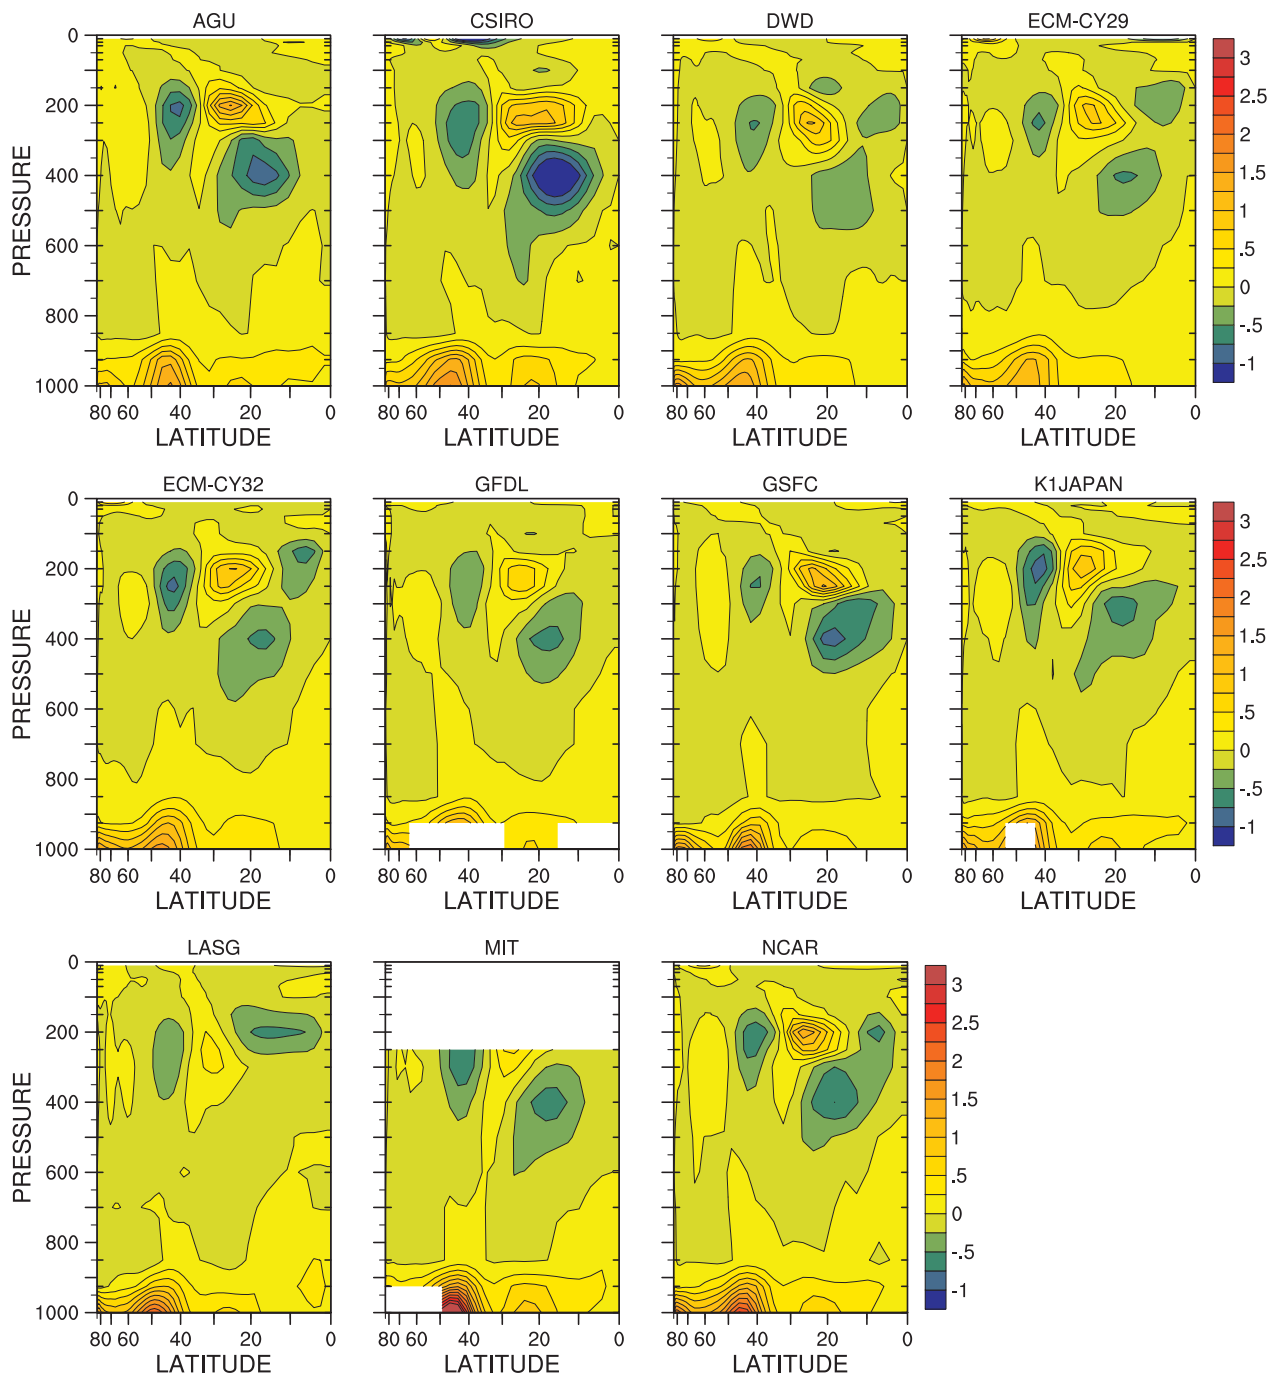 AGU CSIRO DWD ECM-CY29
0 200 400 600 800 1000
PRESSURE
3 2.5 2 1.5 1 .5 0 -.5 -1
80 60 40 20 0 80 60 40 20 0 80 60 40 20 0 80 60 40 20 0
LATITUDE LATITUDE LATITUDE LATITUDE
ECM-CY32 GFDL GSFC K1JAPAN
0 200 400 600 800 1000
PRESSURE
3 2.5 2 1.5 1 .5 0 -.5 -1
80 60 40 20 0 80 60 40 20 0 80 60 40 20 0 80 60 40 20 0
LATITUDE LATITUDE LATITUDE LATITUDE
LASG MIT NCAR
0 200 400 600 800 1000
PRESSURE
3 2.5 2 1.5 1 .5 0 -.5 -1
80 60 40 20 0 80 60 40 20 0 80 60 40 20 0
LATITUDE LATITUDE LATITUDE